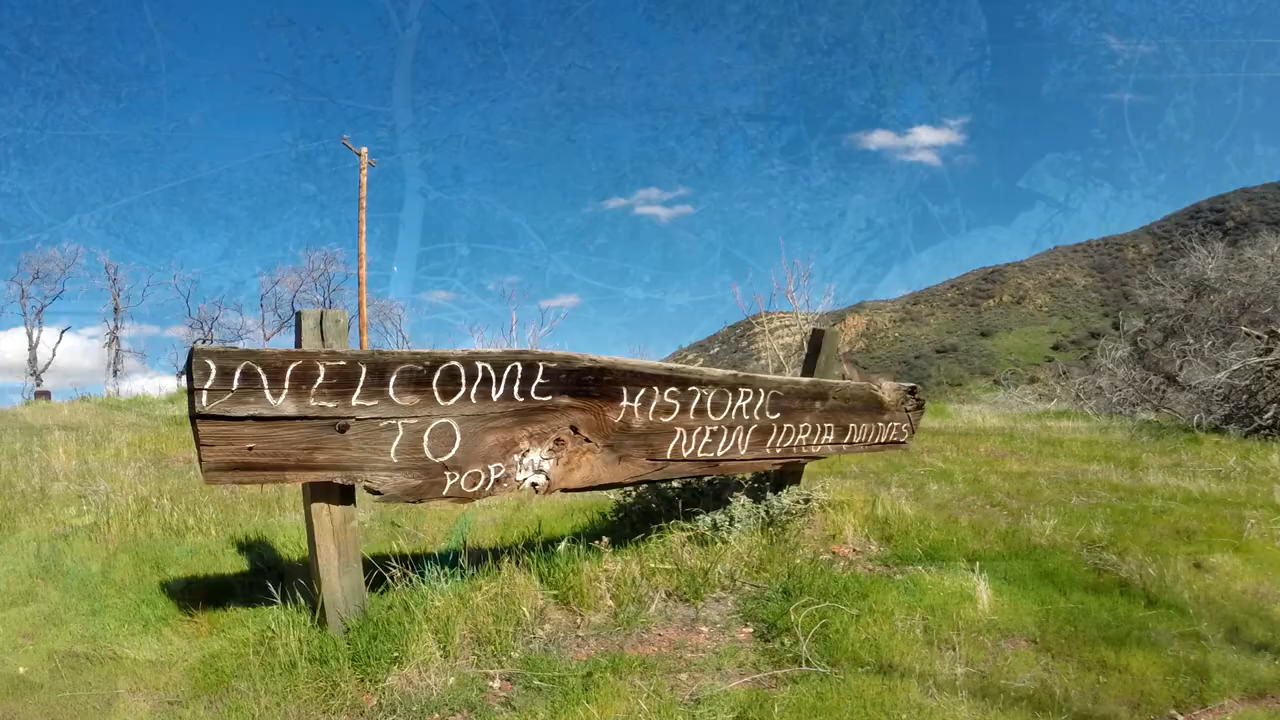 WELCOME
TO
POP.
HISTORIC
NEW IDRIA MINES